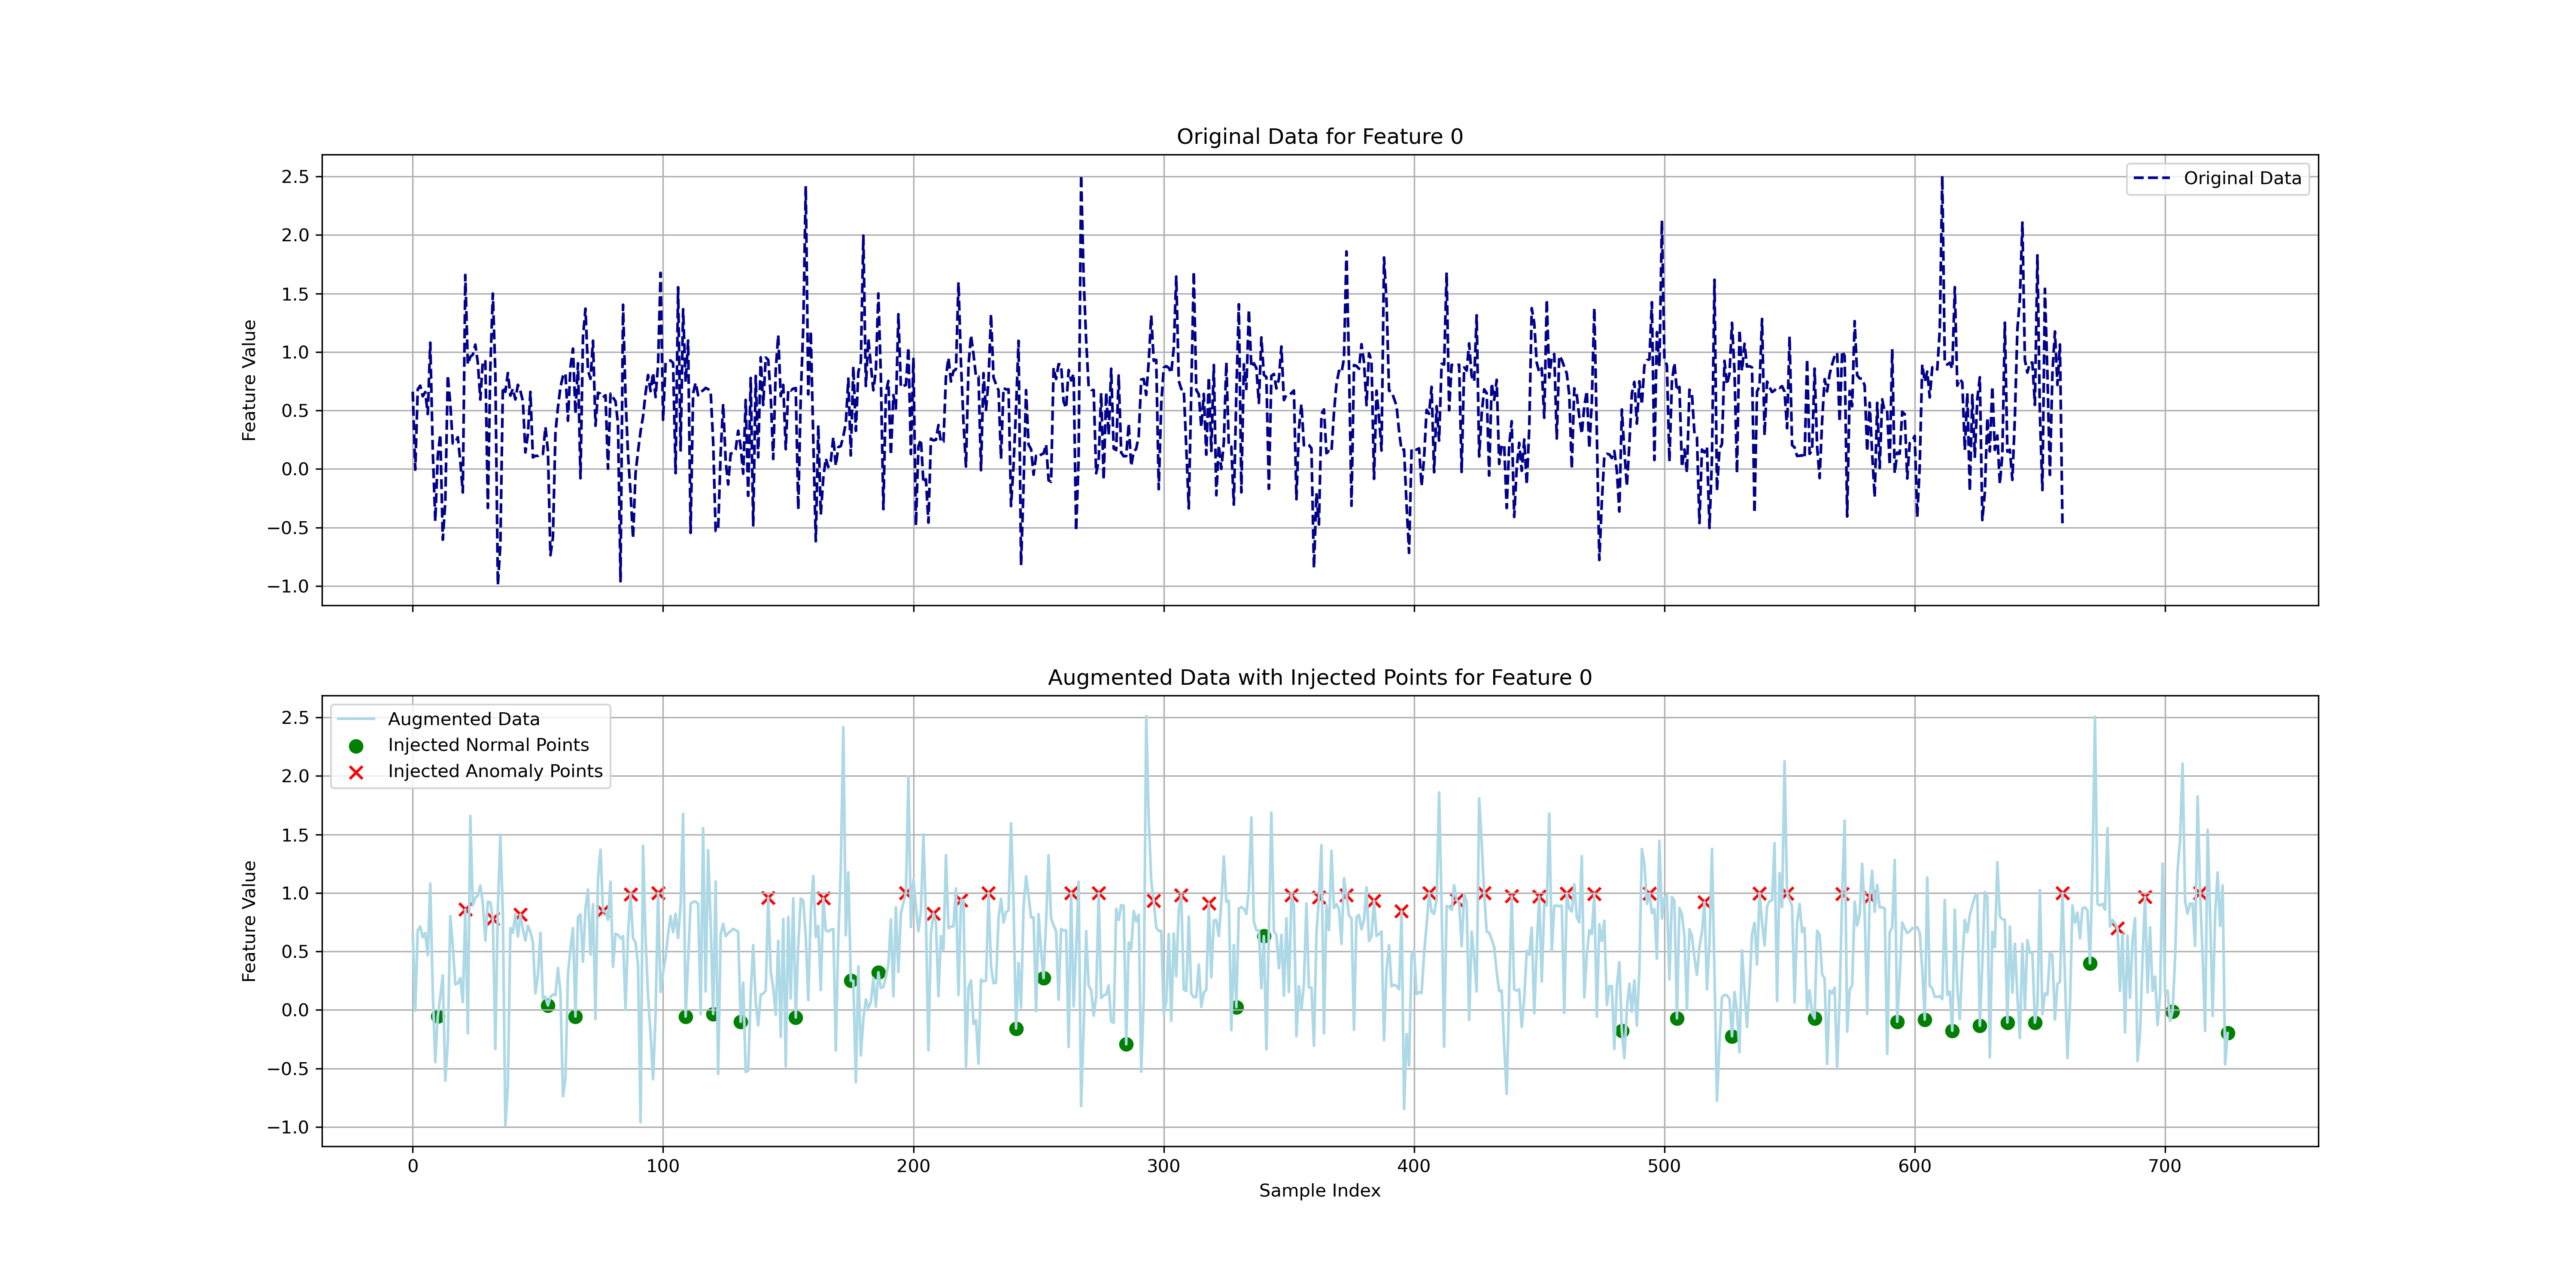 Original Data for Feature 0
Original Data
Feature Value
2.5
2.0
1.5
1.0
0.5
0.0
−0.5
−1.0
Augmented Data with Injected Points for Feature 0
Augmented Data
Injected Normal Points
Injected Anomaly Points
Feature Value
2.5
2.0
1.5
1.0
0.5
0.0
−0.5
−1.0
0 100 200 300 400 500 600 700
Sample Index